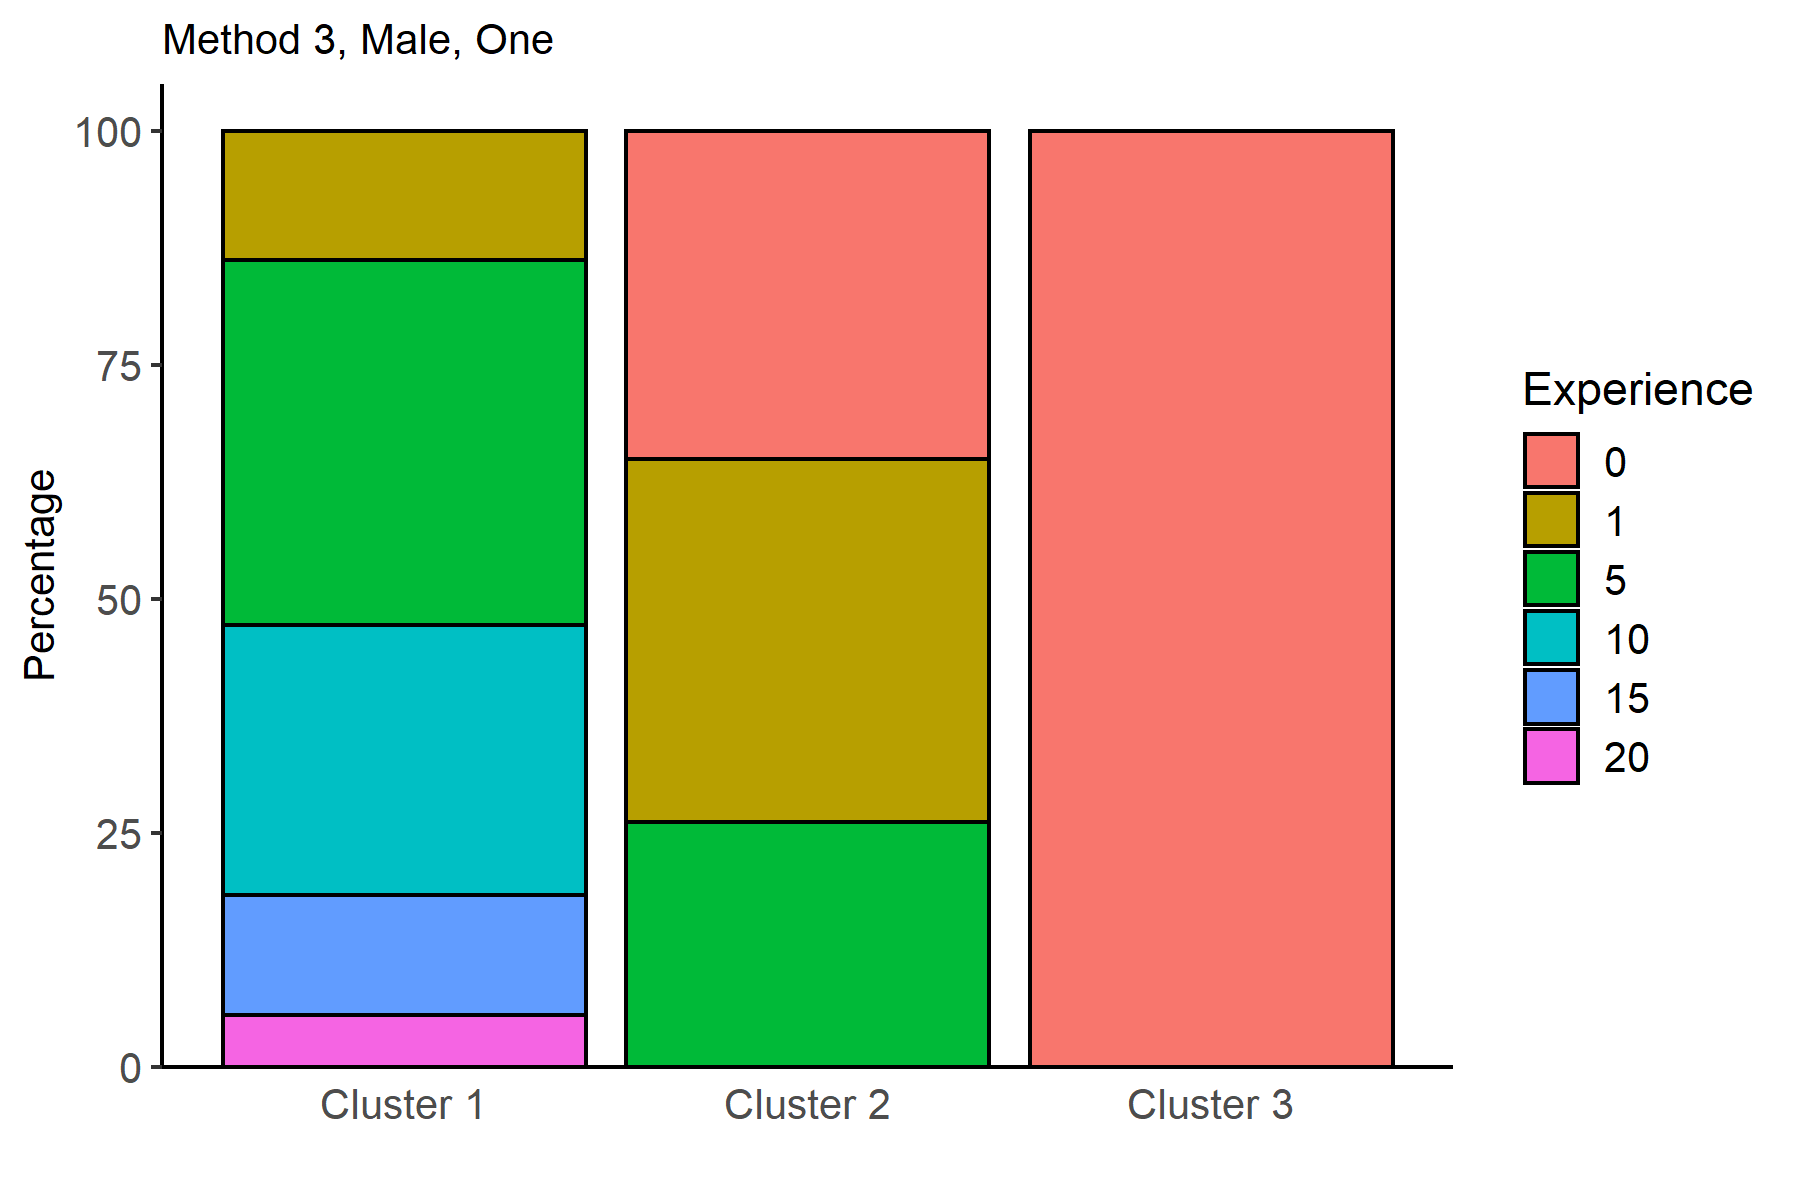 Method 3, Male, One
Percentage
100
75
50
25
0
Cluster 1
Cluster 2
Cluster 3
Experience
0
1
5
10
15
20